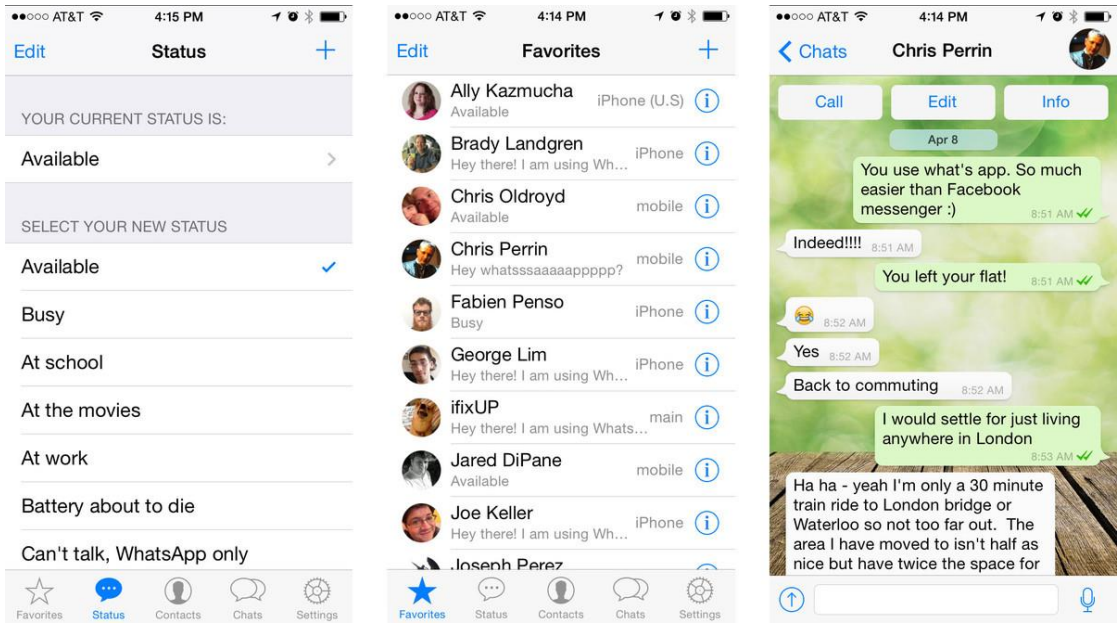 AT&T 4:15 PM
Edit Status +
YOUR CURRENT STATUS IS:
Available
SELECT YOUR NEW STATUS
Available
Busy
At school
At the movies
At work
Battery about to die
Can't talk, WhatsApp only
Favorites Status Contacts Chats Settings
AT&T 4:14 PM
Edit Favorites +
Ally Kazmucha iPhone (U.S)
Available
Brady Landgren iPhone
Hey there! I am using Wh...
Chris Oldroyd mobile
Available
Chris Perrin mobile
Hey whatsssaaaaappppp?
Fabien Penso iPhone
Busy
George Lim iPhone
Hey there! I am using Wh...
ifixUP main
Hey there! I am using Whats...
Jared DiPane mobile
Available
Joe Keller iPhone
Hey there! I am using Wh...
Joseph Perez
Favorites Status Contacts Chats Settings
AT&T 4:14 PM
Chats Chris Perrin
Call Edit Info
Apr 8
You use what's app. So much
easier than Facebook
messenger :) 8:51 AM
Indeed!!!! 8:51 AM
You left your flat! 8:51 AM
😂 8:52 AM
Yes 8:52 AM
Back to commuting 8:52 AM
I would settle for just living
anywhere in London
8:53 AM
Ha ha - yeah I'm only a 30 minute
train ride to London bridge or
Waterloo so not too far out. The
area I have moved to isn't half as
nice but have twice the space for